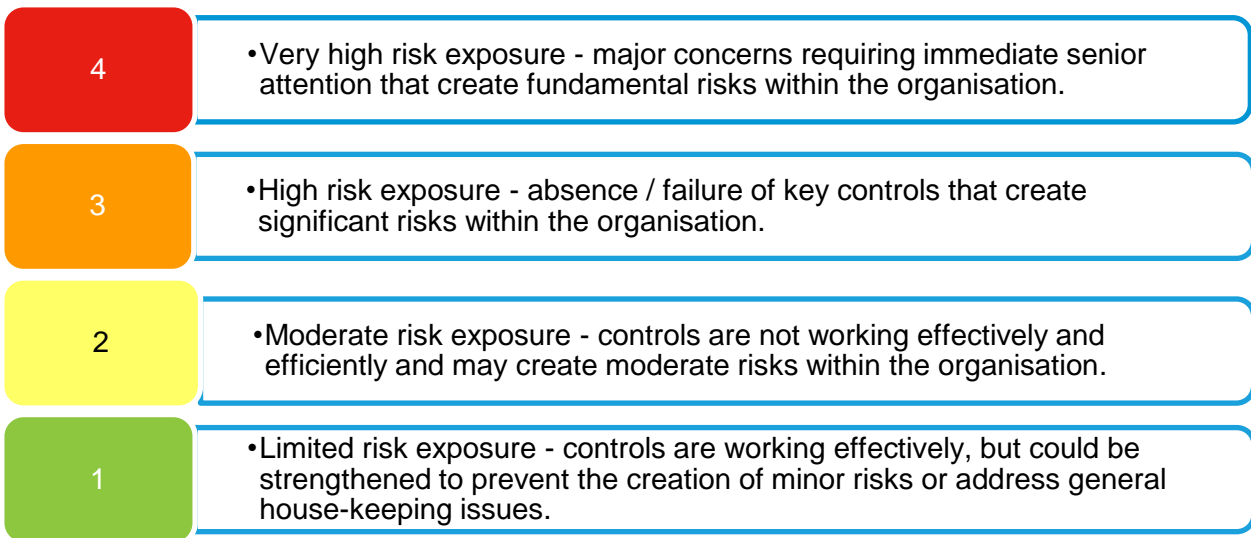 4
•Very high risk exposure - major concerns requiring immediate senior
attention that create fundamental risks within the organisation.
3
•High risk exposure - absence / failure of key controls that create
significant risks within the organisation.
2
•Moderate risk exposure - controls are not working effectively and
efficiently and may create moderate risks within the organisation.
1
•Limited risk exposure - controls are working effectively, but could be
strengthened to prevent the creation of minor risks or address general
house-keeping issues.